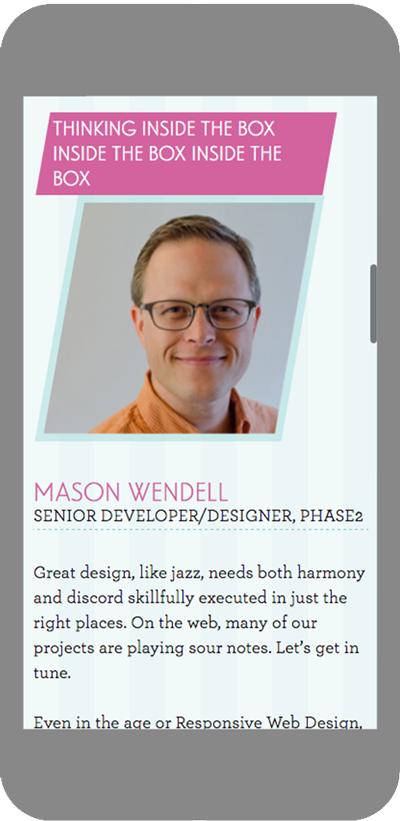 THINKING INSIDE THE BOX
INSIDE THE BOX INSIDE THE
BOX
MASON WENDELL
SENIOR DEVELOPER/DESIGNER, PHASE2
Great design, like jazz, needs both harmony
and discord skillfully executed in just the
right places. On the web, many of our
projects are playing sour notes. Let's get in
tune.
Even in the age or Responsive Web Design,